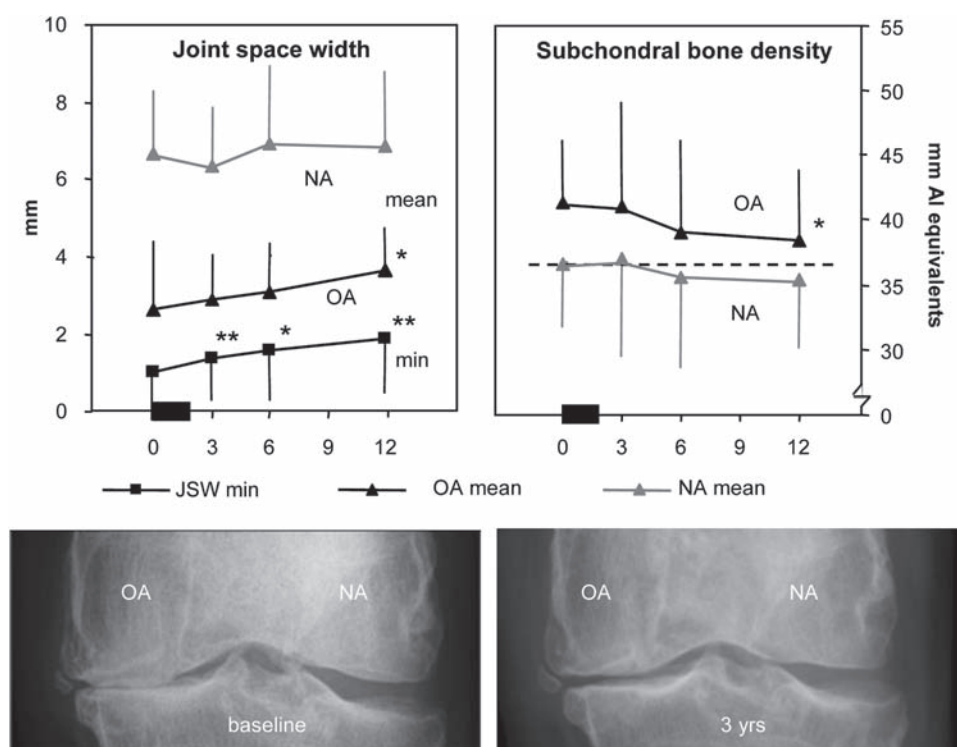 Joint space width
10
8
6
4
2
0
mm
NA
mean
*
OA
**
*
**
min
0 3 6 9 12
Subchondral bone density
55
50
45
40
35
30
0
mm Al equivalents
OA
*
NA
0 3 6 9 12
JSW min OA mean NA mean
OA NA
baseline
OA NA
3 yrs